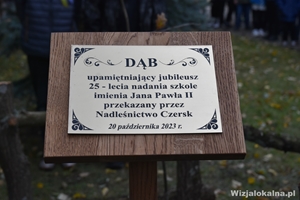 DĄB
upamiętniający jubileusz
25 - lecia nadania szkole
imienia Jana Pawła II
przekazany przez
Nadleśnictwo Czersk
20 października 2023 r.
Wizjalokalna.pl